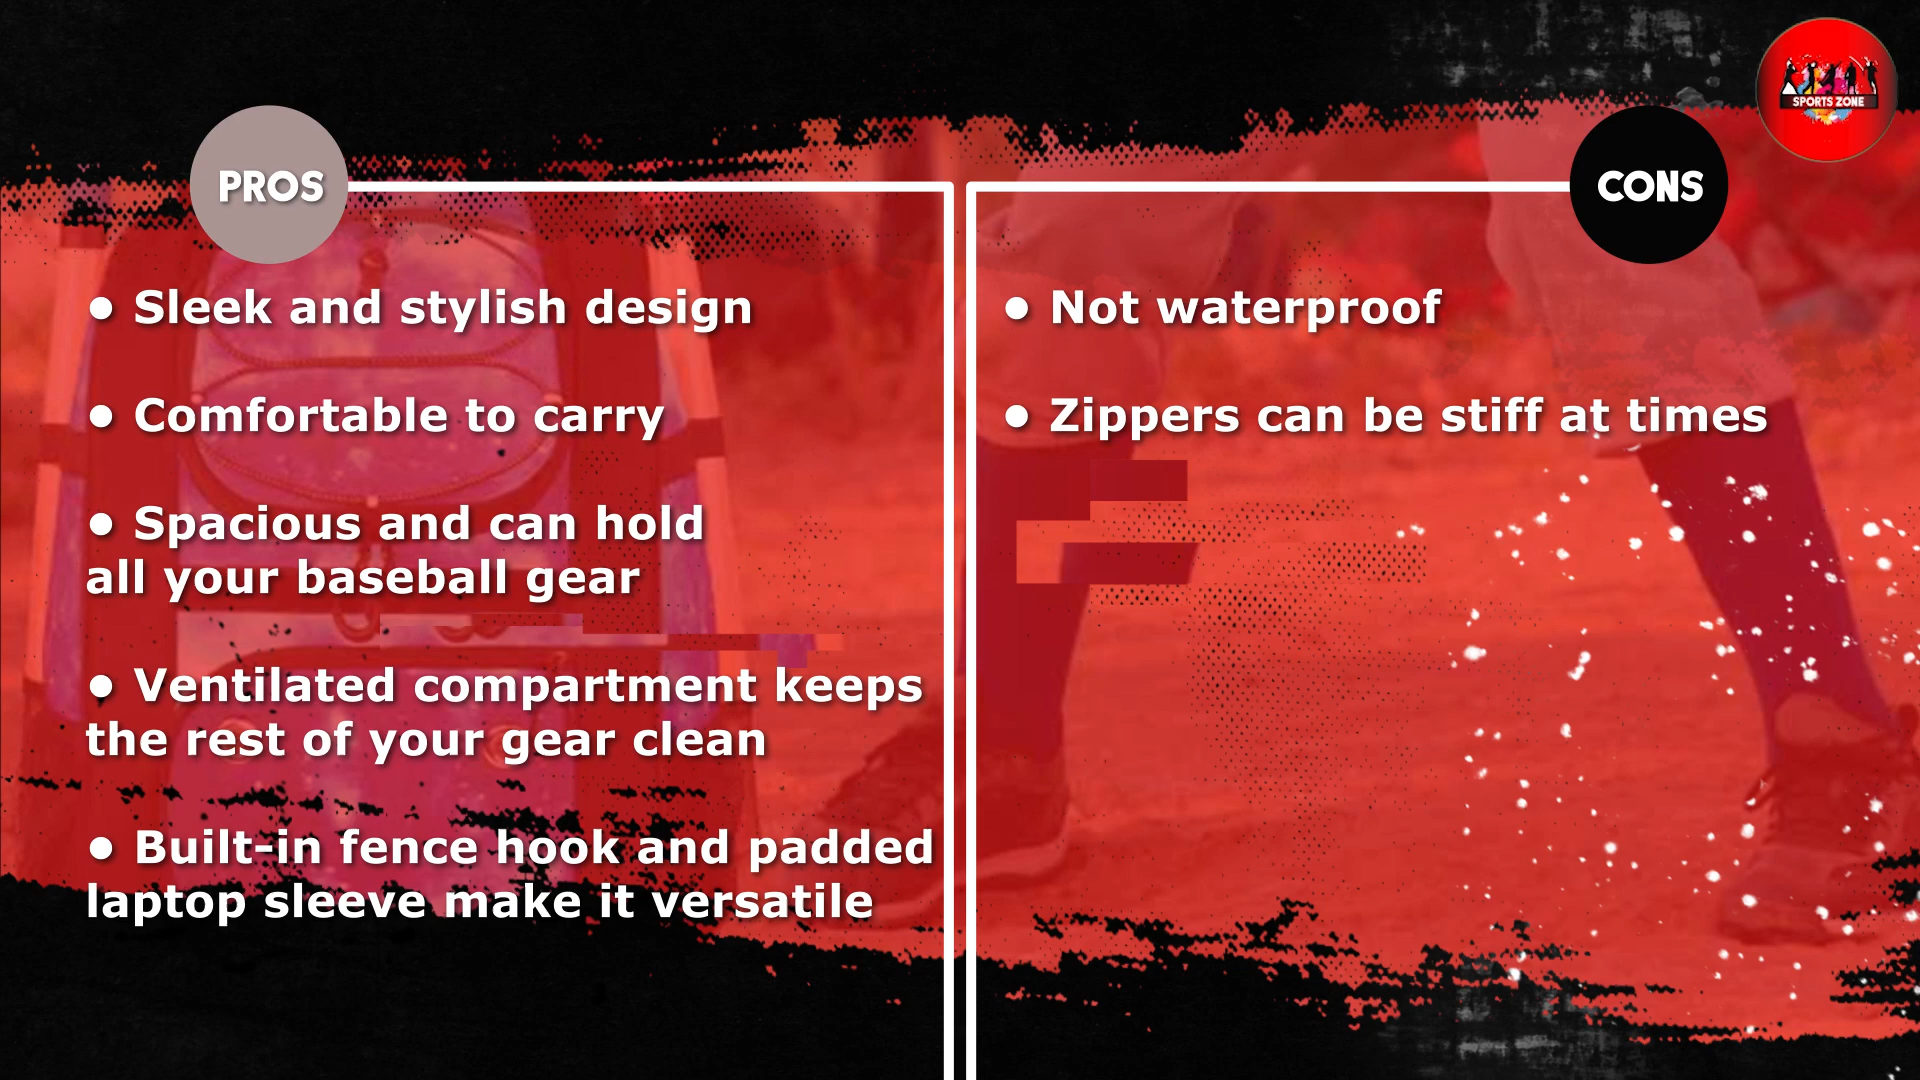 SPORTS ZONE
PROS
CONS
● Sleek and stylish design
● Comfortable to carry
● Spacious and can hold
all your baseball gear
● Ventilated compartment keeps
the rest of your gear clean
● Built-in fence hook and padded
laptop sleeve make it versatile
● Not waterproof
● Zippers can be stiff at times